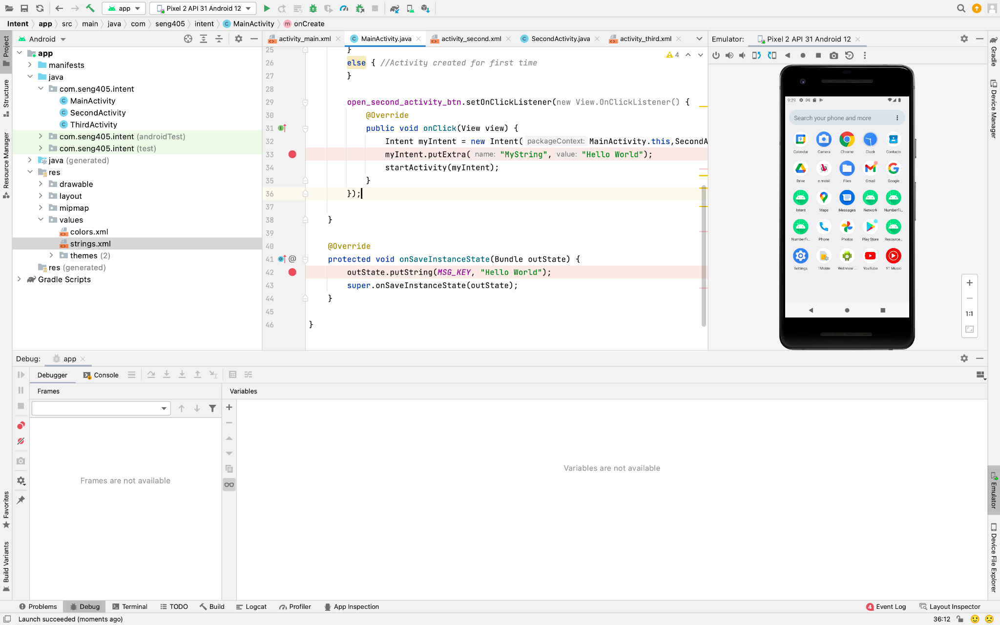 app
Pixel 2 API 31 Android 12
Intent app src main java com seng405 intent MainActivity onCreate
Project
Structure
Resource Manager
Favorites
Build Variants
Android
app
manifests
java
com.seng405.intent
MainActivity
SecondActivity
ThirdActivity
com.seng405.intent (androidTest)
com.seng405.intent (test)
java (generated)
res
drawable
layout
mipmap
values
colors.xml
strings.xml
themes (2)
res (generated)
Gradle Scripts
activity_main.xml MainActivity.java activity_second.xml SecondActivity.java activity_third.xml
4
25 }
26 else { //Activity created for first time
27 }
28
29 open_second_activity_btn.setOnClickListener(new View.OnClickListener() {
30 @Override
31 public void onClick(View view) {
32 Intent myIntent = new Intent( packageContext: MainActivity.this,SecondA
33 myIntent.putExtra( name: "MyString", value: "Hello World");
34 startActivity(myIntent);
35 }
36 });
37
38 }
39
40 @Override
41 @ protected void onSaveInstanceState(Bundle outState) {
42 outState.putString(MSG_KEY, "Hello World");
43 super.onSaveInstanceState(outState);
44 }
45
46 }
Emulator: Pixel 2 API 31 Android 12
9:29
Search your phone and more
Calendar Camera Chrome Clock Contacts
Drive e.mobil Files Gmail Google
Intent Maps Messages Network NumberFi...
NumberFi... Phone Photos Play Store Resource...
Settings TMoble WebView ... YouTube YT Music
1:1
Gradle
Device Manager
Emulator
Device File Explorer
Debug: app
Debugger Console
Frames
Variables
Frames are not available
Variables are not available
Problems Debug Terminal TODO Build Logcat Profiler App Inspection
4 Event Log Layout Inspector
Launch succeeded (moments ago)
36:12